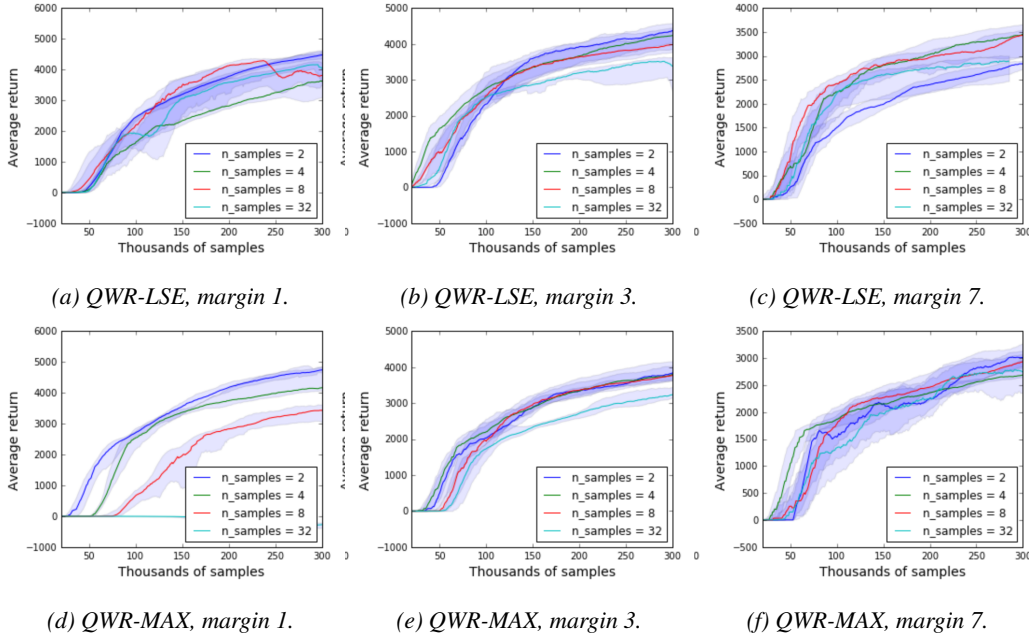 6000
5000
4000
3000
2000
1000
0
−1000
50 100 150 200 250 300
Average return
Thousands of samples
n_samples = 2
n_samples = 4
n_samples = 8
n_samples = 32
5000
4000
3000
2000
1000
0
−1000
50 100 150 200 250 300
Average return
Thousands of samples
n_samples = 2
n_samples = 4
n_samples = 8
n_samples = 32
4000
3500
3000
2500
2000
1500
1000
500
0
−500
50 100 150 200 250 300
Average return
Thousands of samples
n_samples = 2
n_samples = 4
n_samples = 8
n_samples = 32
(a) QWR-LSE, margin 1.
(b) QWR-LSE, margin 3.
(c) QWR-LSE, margin 7.
6000
5000
4000
3000
2000
1000
0
−1000
50 100 150 200 250 300
Average return
Thousands of samples
n_samples = 2
n_samples = 4
n_samples = 8
n_samples = 32
5000
4000
3000
2000
1000
0
−1000
50 100 150 200 250 300
Average return
Thousands of samples
n_samples = 2
n_samples = 4
n_samples = 8
n_samples = 32
3500
3000
2500
2000
1500
1000
500
0
−500
50 100 150 200 250 300
Average return
Thousands of samples
n_samples = 2
n_samples = 4
n_samples = 8
n_samples = 32
(d) QWR-MAX, margin 1.
(e) QWR-MAX, margin 3.
(f) QWR-MAX, margin 7.